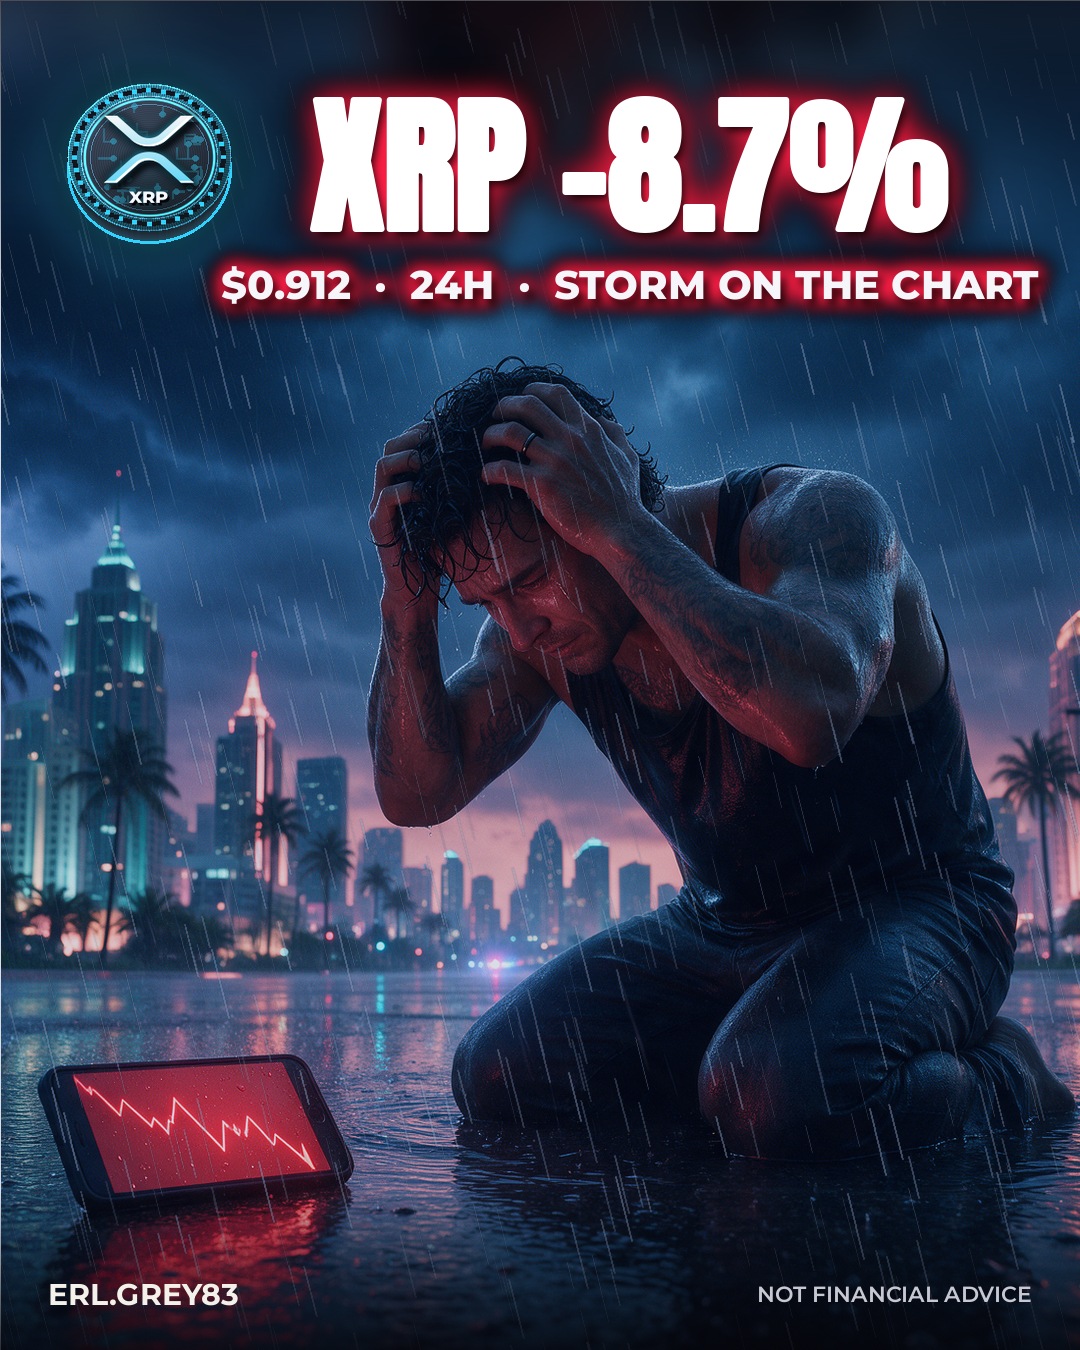 XRP
XRP -8.7%
$0.912 · 24H · STORM ON THE CHART
ERL.GREY83
NOT FINANCIAL ADVICE